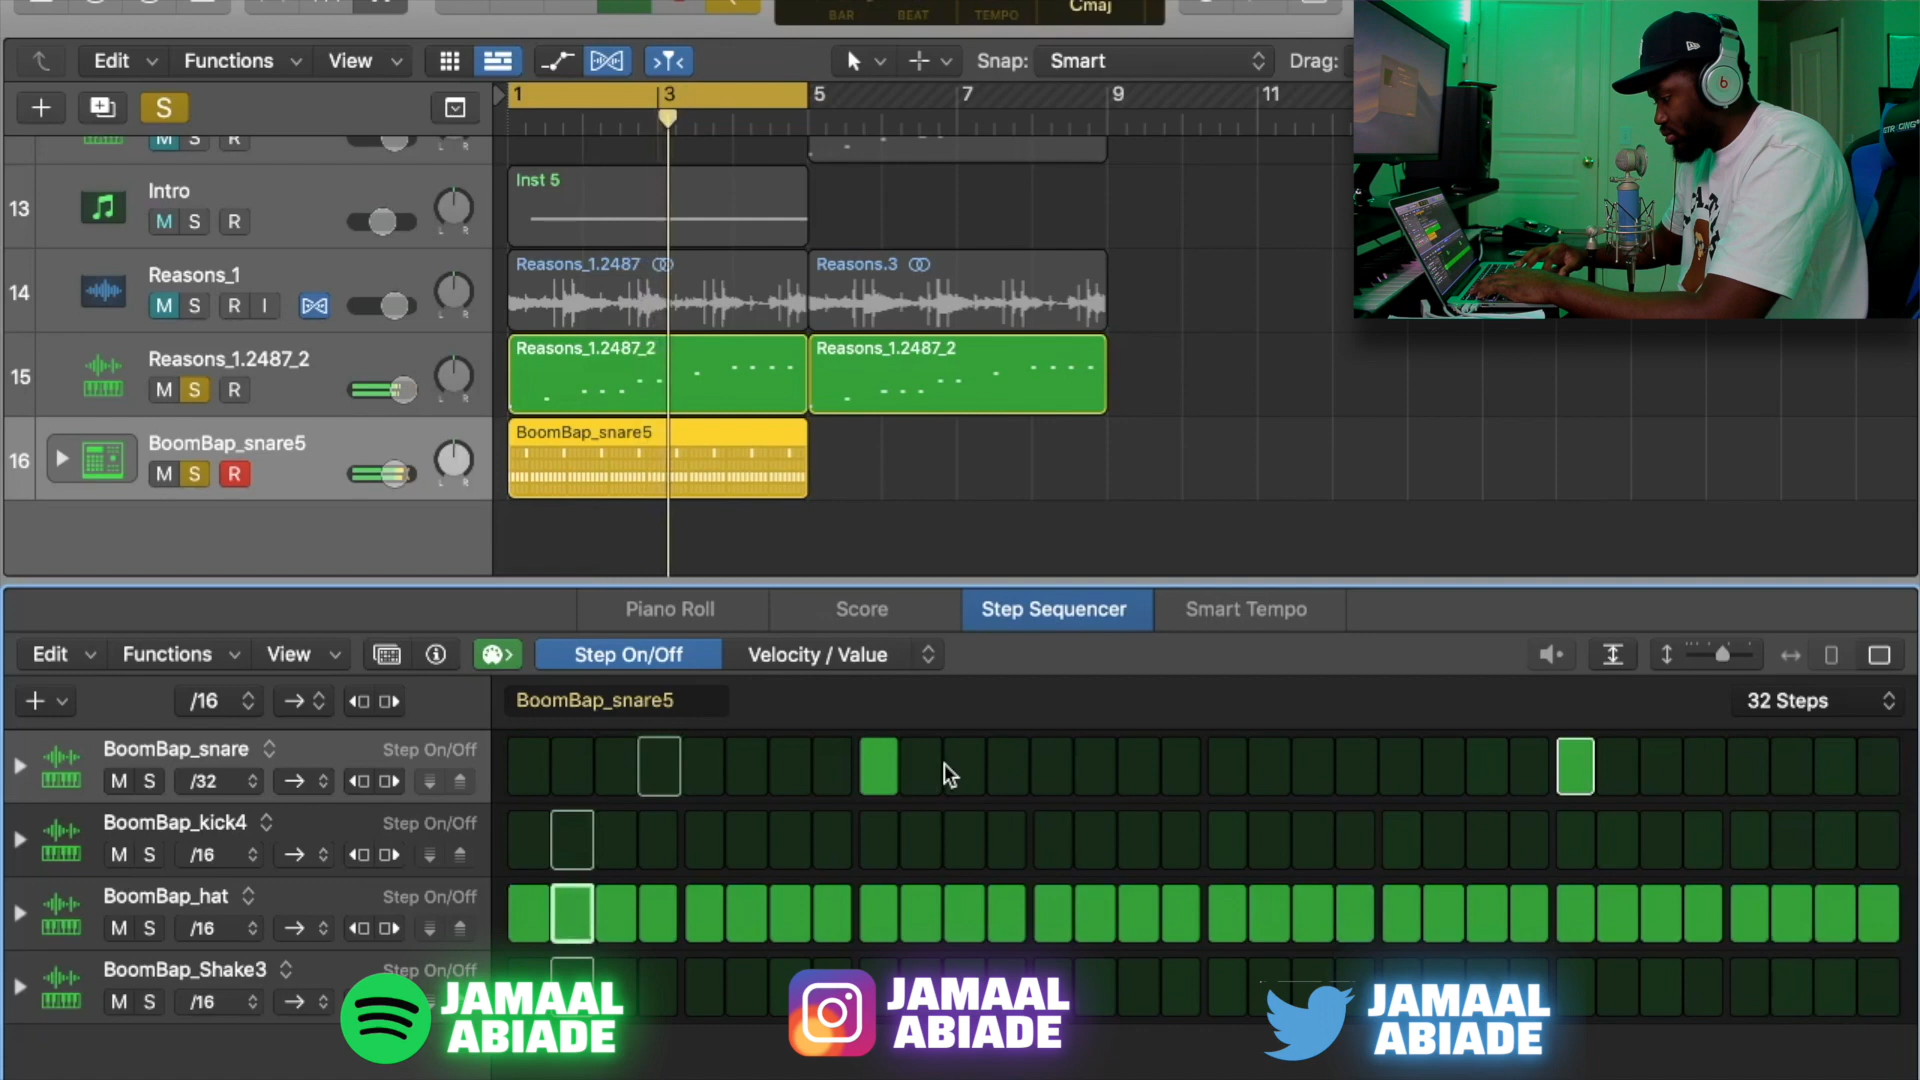 BAR BEAT TEMPO Cmaj
Edit Functions View Snap: Smart Drag:
S 1 3 5 7 9 11
M S R
13 Intro Inst 5
M S R
14 Reasons_1 Reasons_1.2487 Reasons.3
M S R I
15 Reasons_1.2487_2 Reasons_1.2487_2 Reasons_1.2487_2
M S R
16 BoomBap_snare5 BoomBap_snare5
M S R
Piano Roll Score Step Sequencer Smart Tempo
Edit Functions View Step On/Off Velocity / Value
/16 BoomBap_snare5 32 Steps
BoomBap_snare Step On/Off
M S /32
BoomBap_kick4 Step On/Off
M S /16
BoomBap_hat Step On/Off
M S /16
BoomBap_Shake3 Step On/Off
M S /16
JAMAAL ABIADE
JAMAAL ABIADE
JAMAAL ABIADE